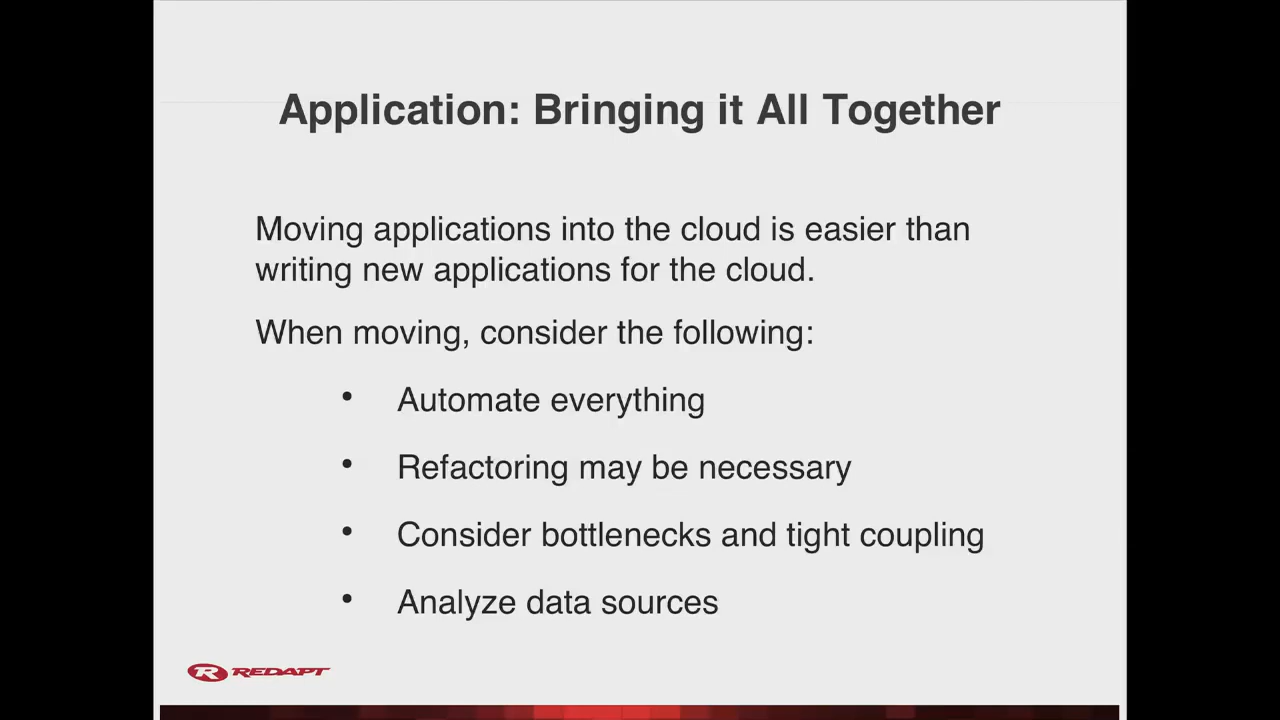 Application: Bringing it All Together
Moving applications into the cloud is easier than
writing new applications for the cloud.
When moving, consider the following:
• Automate everything
• Refactoring may be necessary
• Consider bottlenecks and tight coupling
• Analyze data sources
R REDAPT